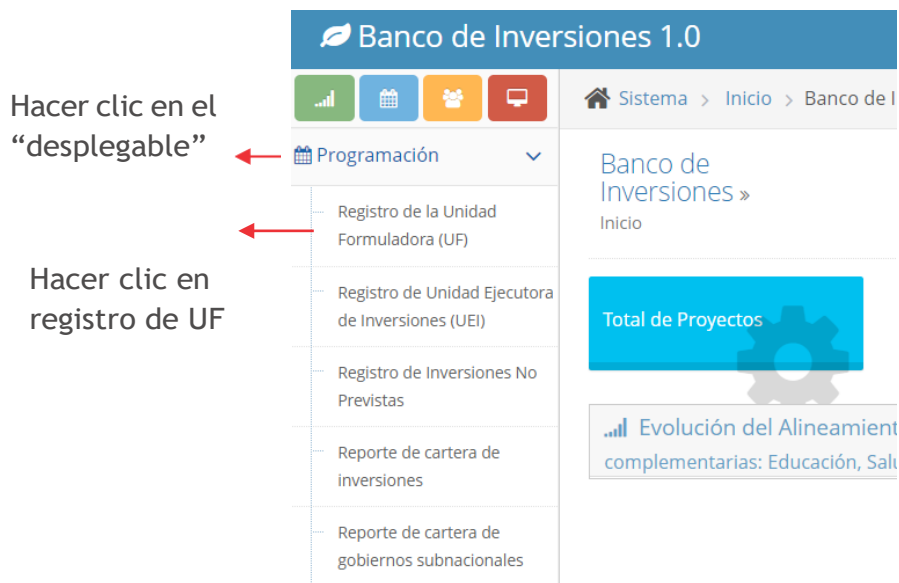 Banco de Inversiones 1.0
Hacer clic en el
“desplegable”
Hacer clic en
registro de UF
Programación
Registro de la Unidad
Formuladora (UF)
Registro de Unidad Ejecutora
de Inversiones (UEI)
Registro de Inversiones No
Previstas
Reporte de cartera de
inversiones
Reporte de cartera de
gobiernos subnacionales
Sistema > Inicio > Banco de I
Banco de
Inversiones »
Inicio
Total de Proyectos
Evolución del Alineamient
complementarias: Educación, Salu